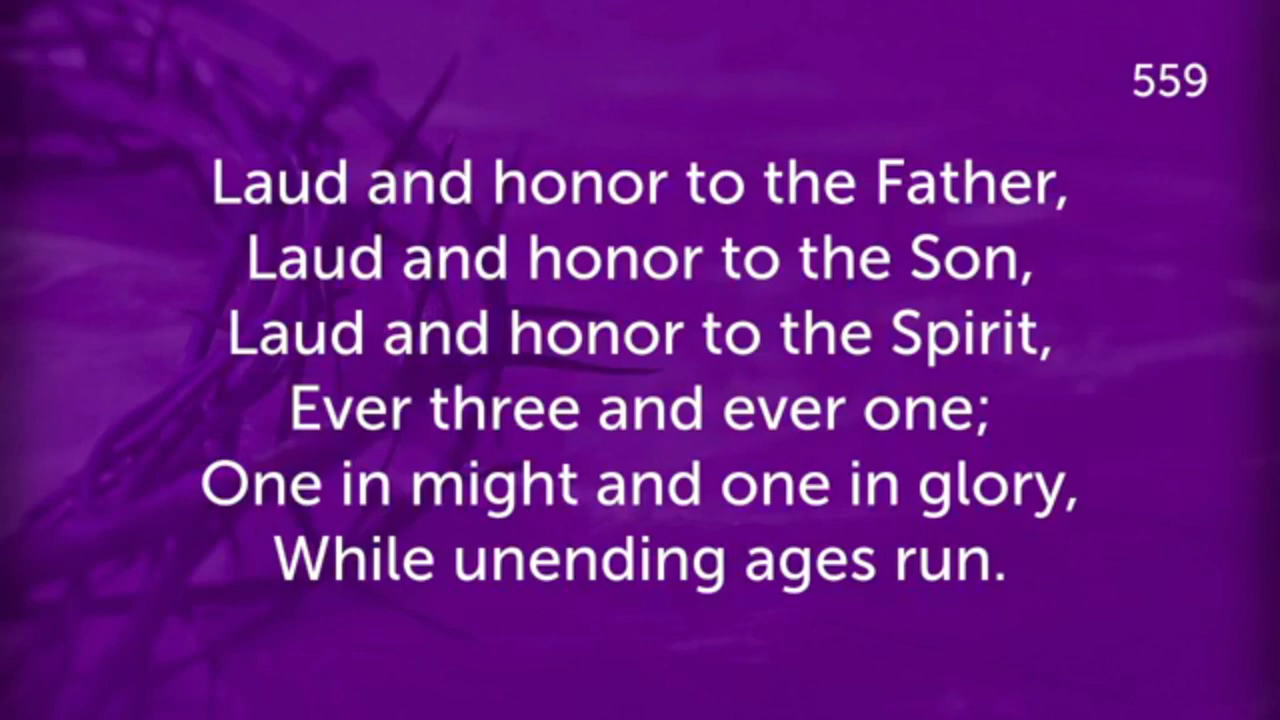 559
Laud and honor to the Father,
Laud and honor to the Son,
Laud and honor to the Spirit,
Ever three and ever one;
One in might and one in glory,
While unending ages run.